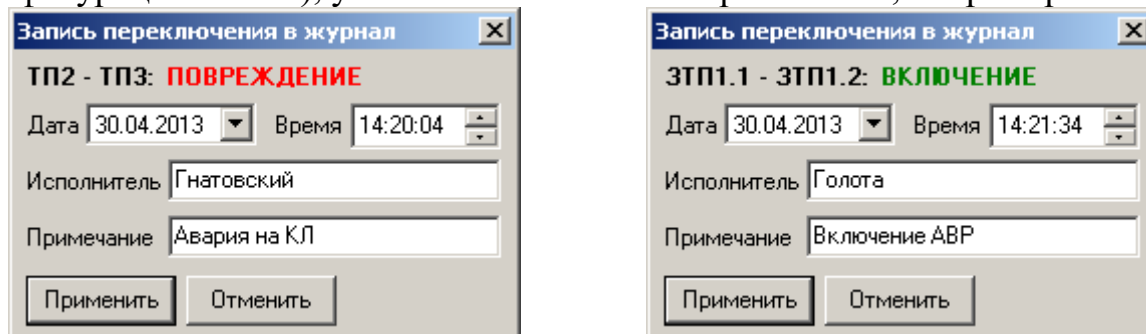 Запись переключения в журнал
ТП2 - ТП3: ПОВРЕЖДЕНИЕ
Дата 30.04.2013 Время 14:20:04
Исполнитель Гнатовский
Примечание Авария на КЛ
Применить Отменить
Запись переключения в журнал
ЗТП1.1 - ЗТП1.2: ВКЛЮЧЕНИЕ
Дата 30.04.2013 Время 14:21:34
Исполнитель Голота
Примечание Включение АВР
Применить Отменить